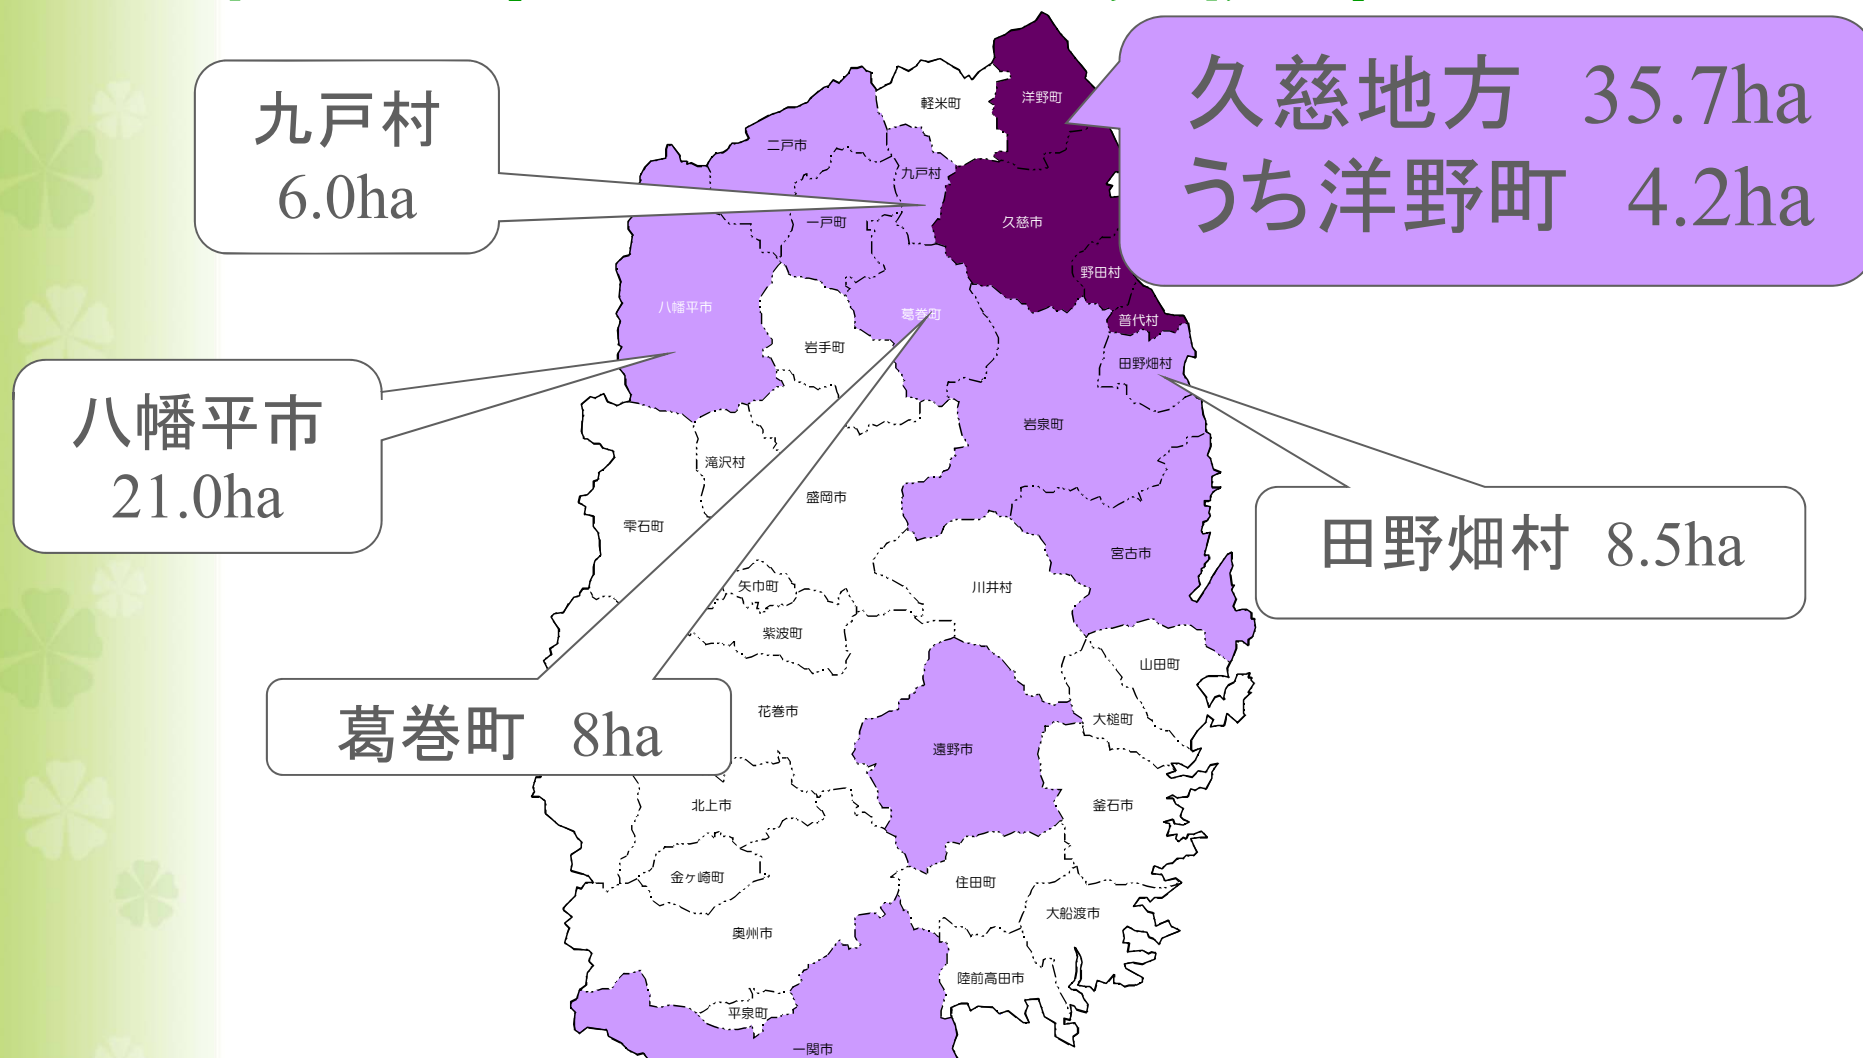 久慈地方 35.7ha
うち洋野町 4.2ha
九戸村
6.0ha
八幡平市
21.0ha
田野畑村 8.5ha
葛巻町 8ha
軽米町
洋野町
二戸市
九戸村
一戸町
久慈市
野田村
八幡平市
葛巻町
普代村
岩手町
田野畑村
岩泉町
滝沢村
盛岡市
雫石町
宮古市
矢巾町
川井村
紫波町
山田町
花巻市
大槌町
遠野市
北上市
釜石市
金ヶ崎町
住田町
大船渡市
奥州市
陸前高田市
平泉町
一関市